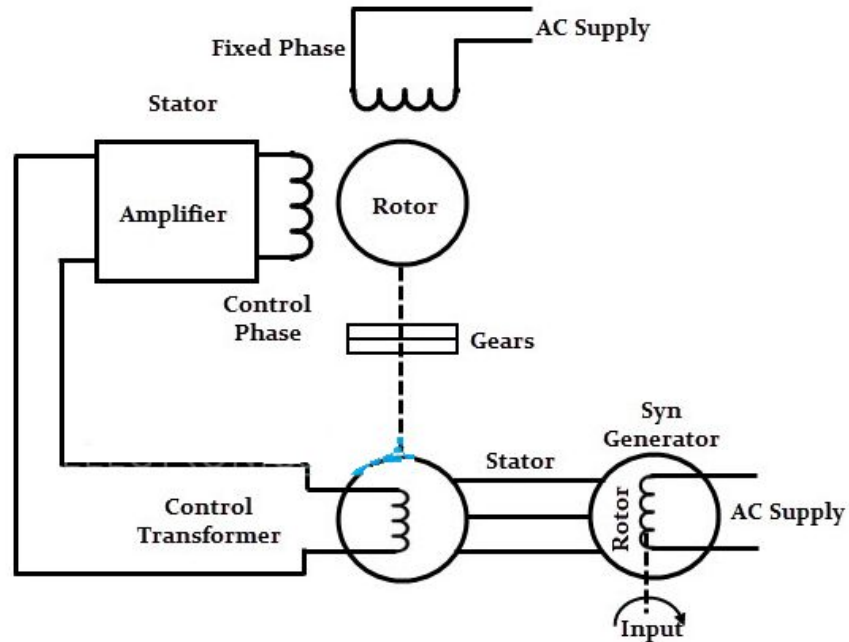 AC Supply
Fixed Phase
Stator
Amplifier
Rotor
Control
Phase
Gears
Syn
Generator
Stator
Control
Transformer
Rotor
AC Supply
Input